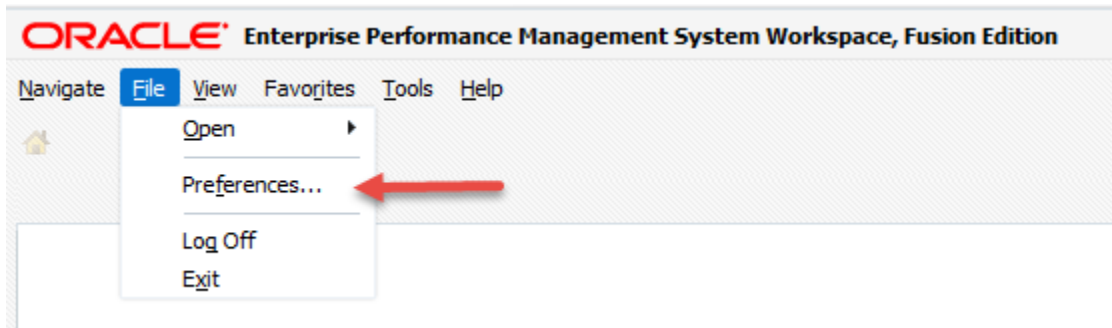 ORACLE Enterprise Performance Management System Workspace, Fusion Edition
Navigate File View Favorites Tools Help
Open
Preferences...
Log Off
Exit